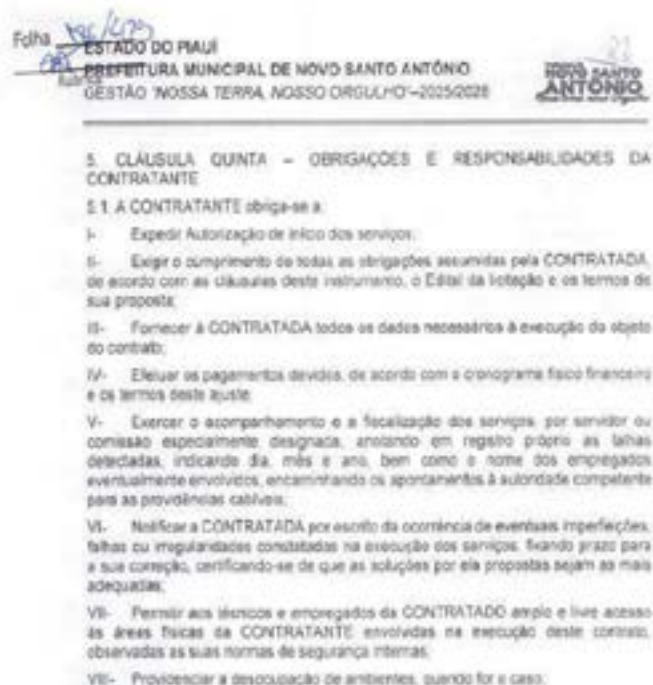 Folha
ESTADO DO PIAUÍ
PREFEITURA MUNICIPAL DE NOVO SANTO ANTÔNIO
GESTÃO "NOSSA TERRA, NOSSO ORGULHO"–2025/2028
NOVO SANTO
ANTÔNIO
5. CLÁUSULA QUINTA – OBRIGAÇÕES E RESPONSABILIDADES DA
CONTRATANTE
5.1. A CONTRATANTE obriga-se a:
I- Expedir Autorização de início dos serviços;
II- Exigir o cumprimento de todas as obrigações assumidas pela CONTRATADA,
de acordo com as cláusulas deste instrumento, o Edital da licitação e os termos de
sua proposta;
III- Fornecer à CONTRATADA todos os dados necessários à execução do objeto
do contrato;
IV- Efetuar os pagamentos devidos, de acordo com o cronograma físico financeiro
e os termos deste ajuste;
V- Exercer o acompanhamento e a fiscalização dos serviços, por servidor ou
comissão especialmente designada, anotando em registro próprio as falhas
detectadas, indicando dia, mês e ano, bem como o nome dos empregados
eventualmente envolvidos, encaminhando os apontamentos à autoridade competente
para as providências cabíveis;
VI- Notificar a CONTRATADA por escrito da ocorrência de eventuais imperfeições,
falhas ou irregularidades constatadas na execução dos serviços, fixando prazo para
a sua correção, certificando-se de que as soluções por ela propostas sejam as mais
adequadas;
VII- Permitir aos técnicos e empregados da CONTRATADO amplo e livre acesso
às áreas físicas da CONTRATANTE envolvidas na execução deste contrato,
observadas as suas normas de segurança internas;
VIII- Providenciar a desocupação de ambientes, quando for o caso;